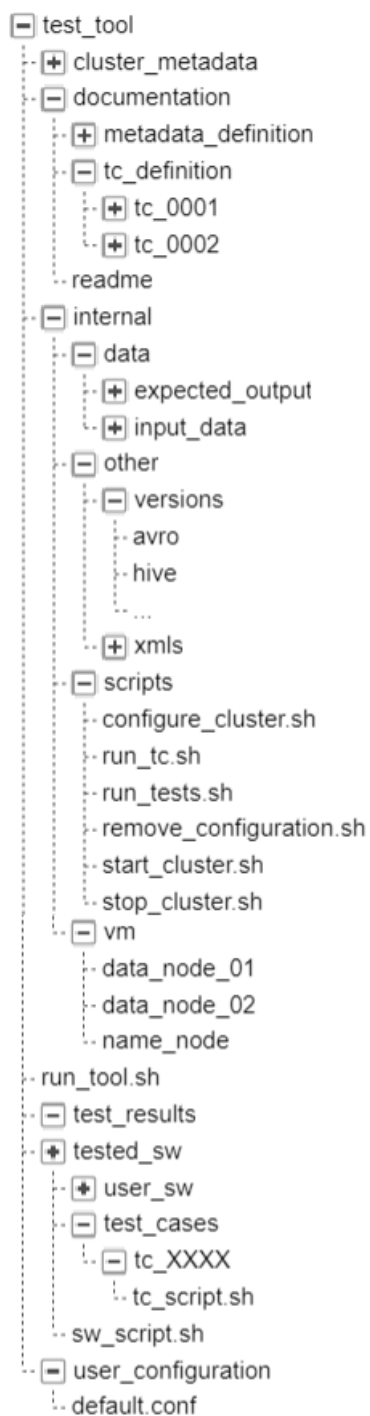 test_tool
cluster_metadata
documentation
metadata_definition
tc_definition
tc_0001
tc_0002
readme
internal
data
expected_output
input_data
other
versions
avro
hive
...
xmls
scripts
configure_cluster.sh
run_tc.sh
run_tests.sh
remove_configuration.sh
start_cluster.sh
stop_cluster.sh
vm
data_node_01
data_node_02
name_node
run_tool.sh
test_results
tested_sw
user_sw
test_cases
tc_XXXX
tc_script.sh
sw_script.sh
user_configuration
default.conf